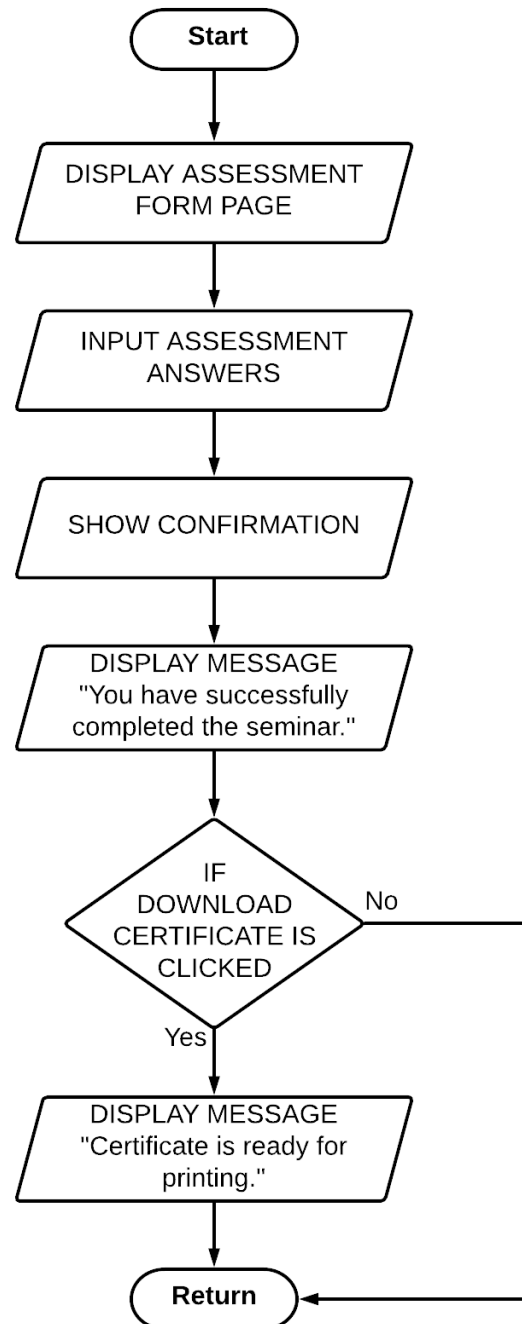 Start
DISPLAY ASSESSMENT
FORM PAGE
INPUT ASSESSMENT
ANSWERS
SHOW CONFIRMATION
DISPLAY MESSAGE
"You have successfully
completed the seminar."
IF
DOWNLOAD
CERTIFICATE IS
CLICKED
No
Yes
DISPLAY MESSAGE
"Certificate is ready for
printing."
Return